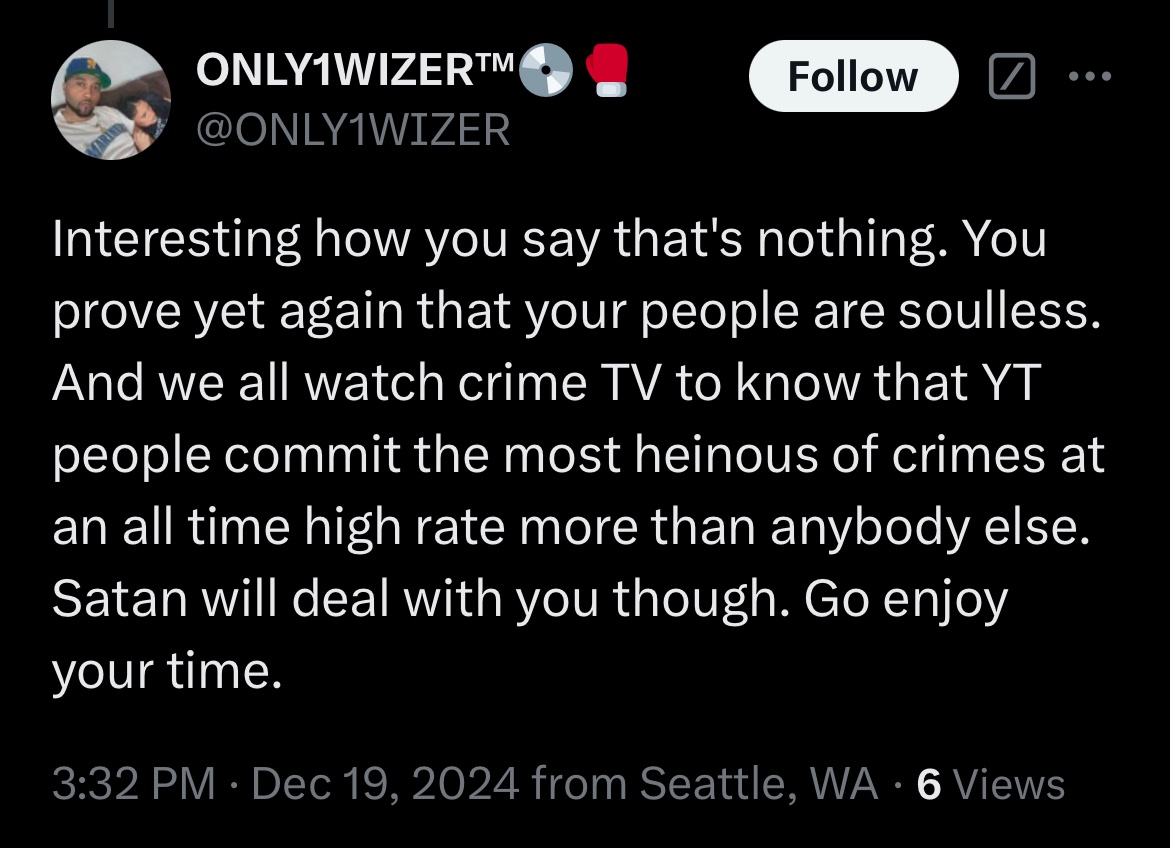 ONLY1WIZER™💿🥊
Follow
@ONLY1WIZER
Interesting how you say that's nothing. You
prove yet again that your people are soulless.
And we all watch crime TV to know that YT
people commit the most heinous of crimes at
an all time high rate more than anybody else.
Satan will deal with you though. Go enjoy
your time.
3:32 PM · Dec 19, 2024 from Seattle, WA · 6 Views